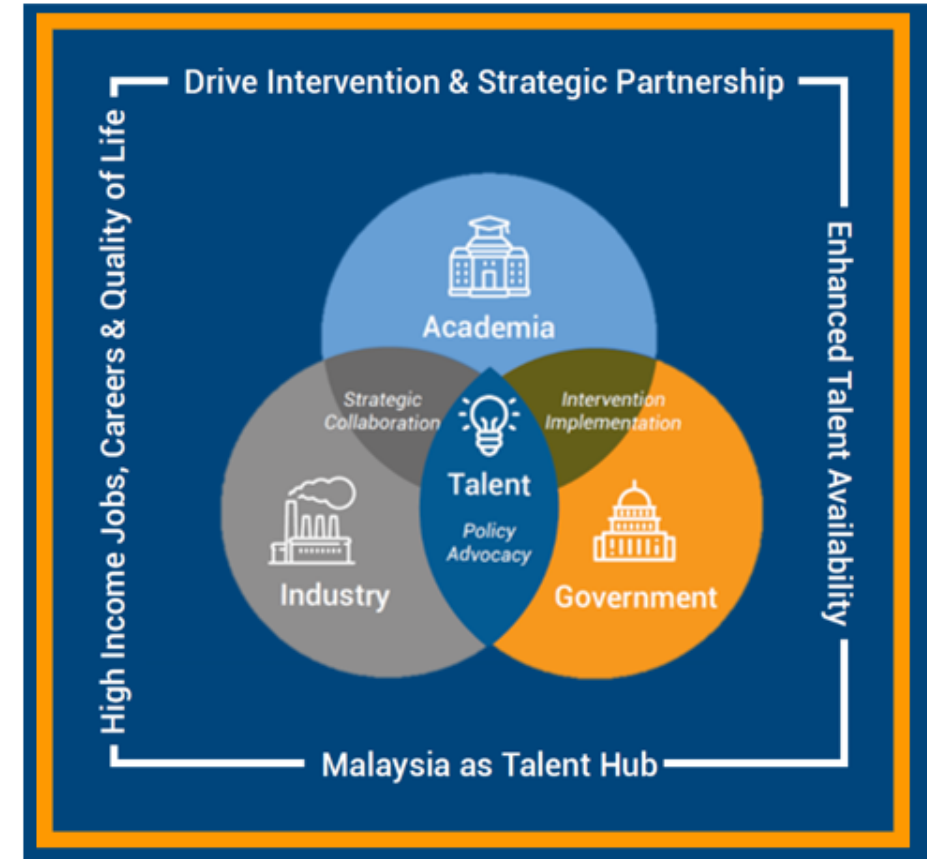 Drive Intervention & Strategic Partnership
High Income Jobs, Careers & Quality of Life
Enhanced Talent Availability
Academia
Strategic
Collaboration
Intervention
Implementation
Talent
Policy
Advocacy
Industry
Government
Malaysia as Talent Hub